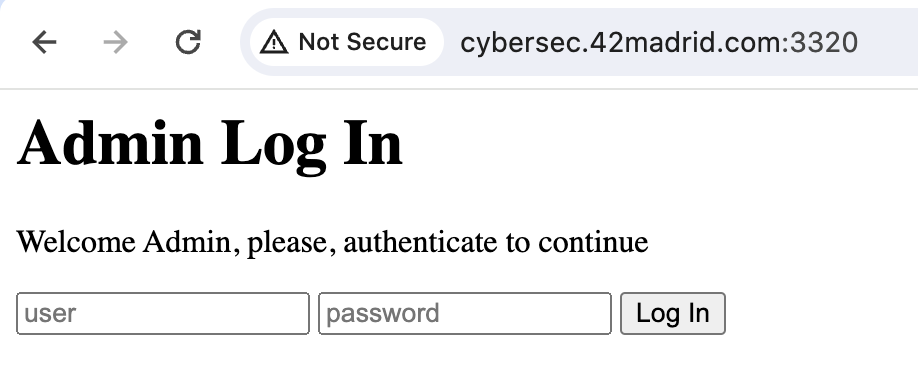 Not Secure cybersec.42madrid.com:3320
Admin Log In
Welcome Admin, please, authenticate to continue
user password Log In